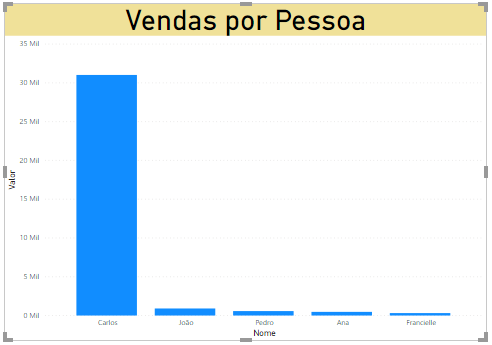 Vendas por Pessoa
35 Mil
30 Mil
25 Mil
20 Mil
15 Mil
10 Mil
5 Mil
0 Mil
Valor
Carlos João Pedro Ana Francielle
Nome